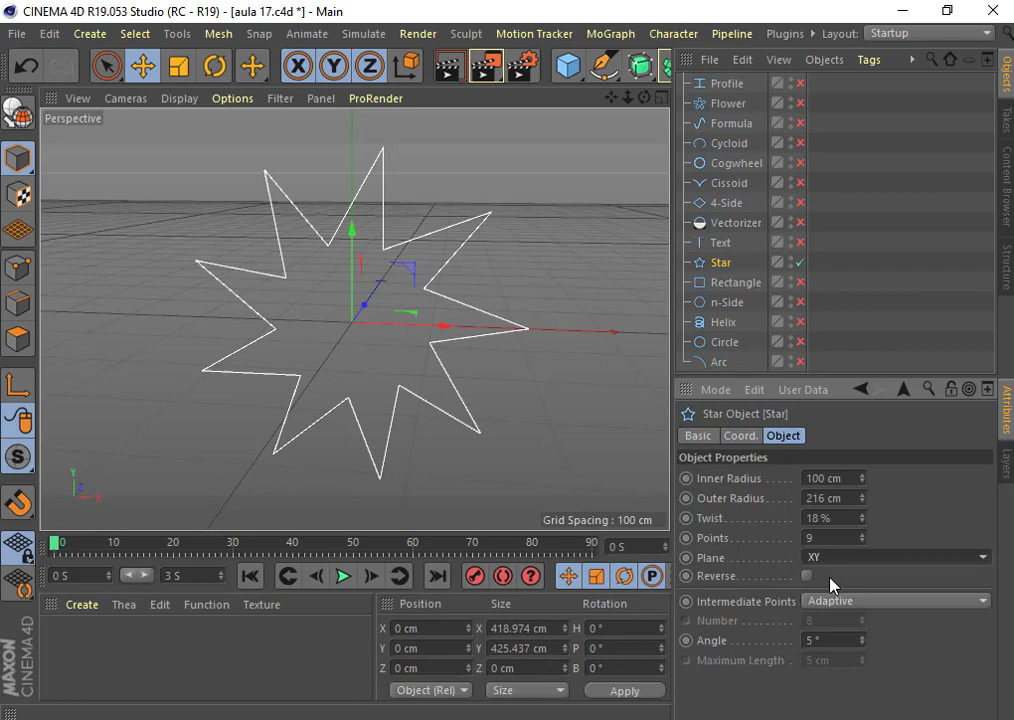 CINEMA 4D R19.053 Studio (RC - R19) - [aula 17.c4d *] - Main
File Edit Create Select Tools Mesh Snap Animate Simulate Render Sculpt Motion Tracker MoGraph Character Pipeline Plugins Layout: Startup
X Y Z
File Edit View Objects Tags
View Cameras Display Options Filter Panel ProRender
Perspective
Profile
Flower
Formula
Cycloid
Cogwheel
Cissoid
4-Side
Vectorizer
Text
Star
Rectangle
n-Side
Helix
Circle
Arc
Objects
Takes
Content Browser
Structure
Mode Edit User Data
Star Object [Star]
Basic Coord. Object
Object Properties
Inner Radius . . . . . 100 cm
Outer Radius. . . . . 216 cm
Twist. . . . . . . . . . . 18 %
Points. . . . . . . . . . 9
Plane . . . . . . . . . . XY
Reverse. . . . . . . . .
Intermediate Points Adaptive
Number . . . . . . . . 8
Angle . . . . . . . . . . 5 °
Maximum Length . 5 cm
Attributes
Layers
Y
Z
X
Grid Spacing : 100 cm
0 10 20 30 40 50 60 70 80 90 0 S
0 S 3 S P
Create Thea Edit Function Texture
Position Size Rotation
X 0 cm X 418.974 cm H 0 °
Y 0 cm Y 425.437 cm P 0 °
Z 0 cm Z 0 cm B 0 °
Object (Rel) Size Apply
S
MAXON
CINEMA 4D